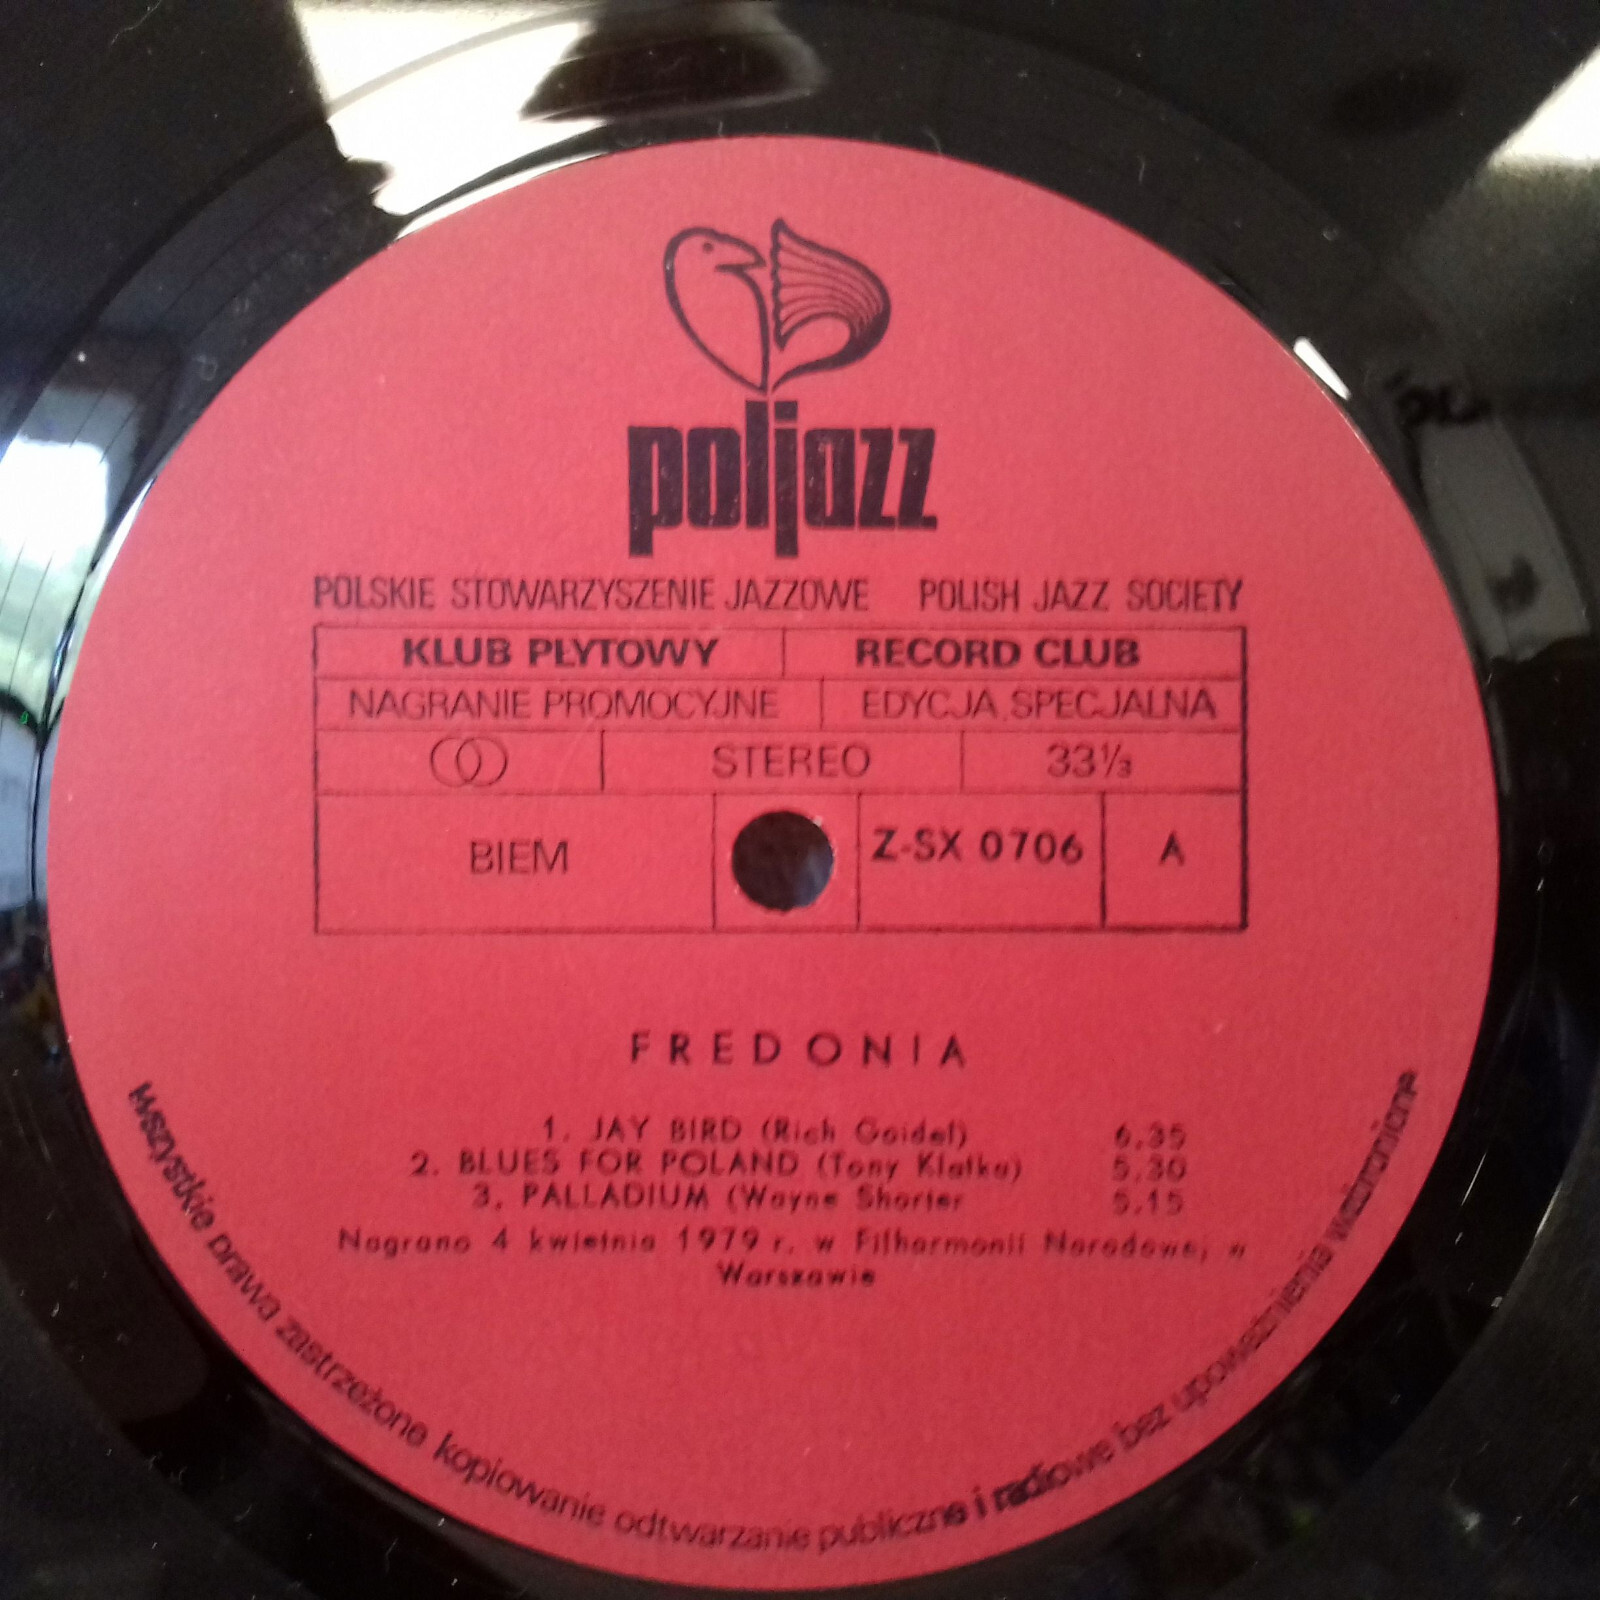 poljazz
POLSKIE STOWARZYSZENIE JAZZOWE POLISH JAZZ SOCIETY
KLUB PŁYTOWY RECORD CLUB
NAGRANIE PROMOCYJNE EDYCJA SPECJALNA
STEREO 33⅓
BIEM Z-SX 0706 A
FREDONIA
1. JAY BIRD (Rich Goidel) 6.35
2. BLUES FOR POLAND (Tony Klatka) 5.30
3. PALLADIUM (Wayne Shorter 5.15
Nagrano 4 kwietnia 1979 r. w Filharmonii Narodowej w
Warszawie
Wszystkie prawa zastrzeżone kopiowanie odtwarzanie publiczne i radiowe bez upoważnienia wzbronione